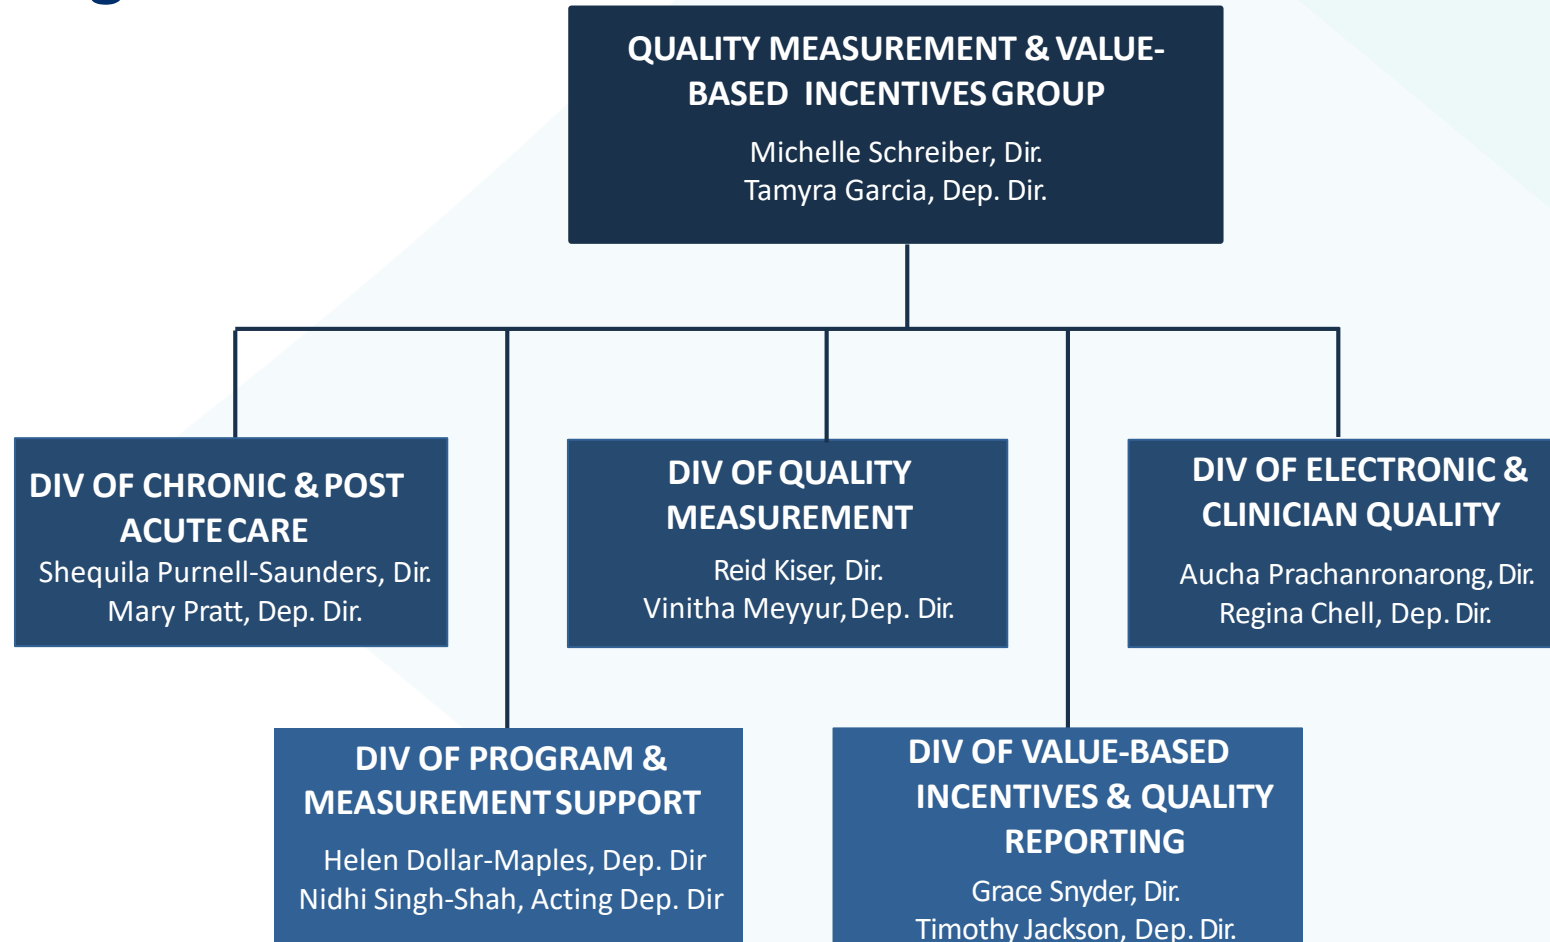 QUALITY MEASUREMENT & VALUE-
BASED INCENTIVES GROUP
Michelle Schreiber, Dir.
Tamyra Garcia, Dep. Dir.
DIV OF CHRONIC & POST
ACUTE CARE
Shequila Purnell-Saunders, Dir.
Mary Pratt, Dep. Dir.
DIV OF QUALITY
MEASUREMENT
Reid Kiser, Dir.
Vinitha Meyyur, Dep. Dir.
DIV OF ELECTRONIC &
CLINICIAN QUALITY
Aucha Prachanronarong, Dir.
Regina Chell, Dep. Dir.
DIV OF PROGRAM &
MEASUREMENT SUPPORT
Helen Dollar-Maples, Dep. Dir
Nidhi Singh-Shah, Acting Dep. Dir
DIV OF VALUE-BASED
INCENTIVES & QUALITY
REPORTING
Grace Snyder, Dir.
Timothy Jackson, Dep. Dir.